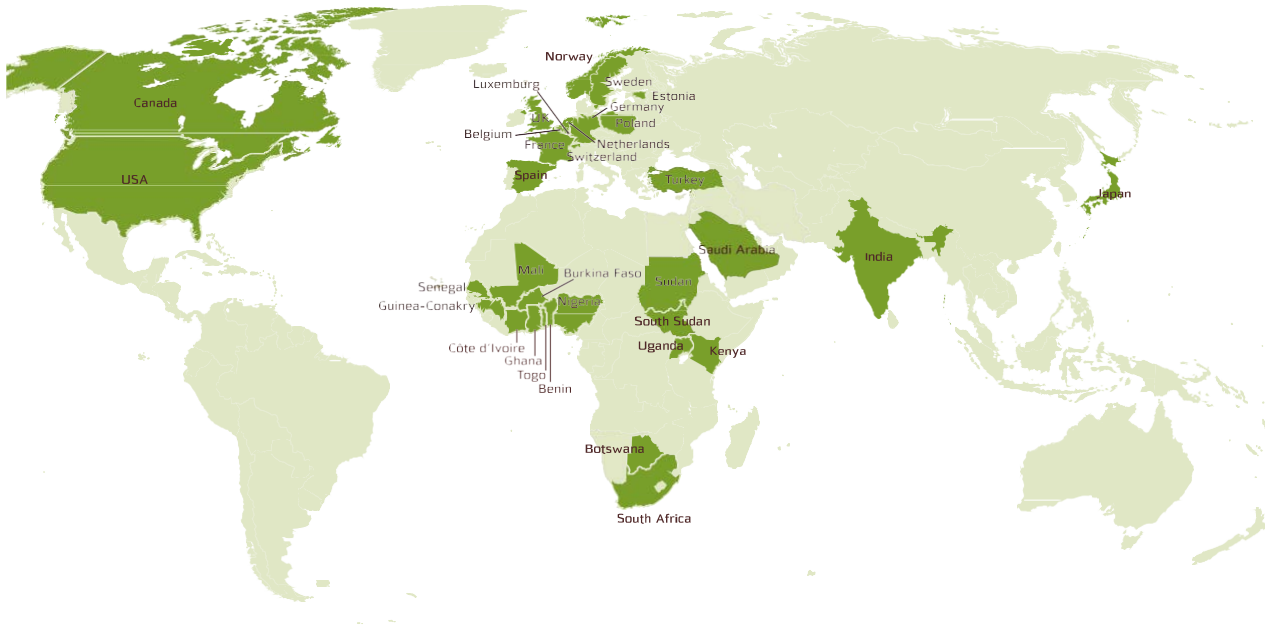 Norway
Luxemburg
Sweden
Estonia
Canada
Germany
UK
Poland
Belgium
France
Netherlands
Switzerland
Spain
USA
Turkey
Japan
Saudi Arabia
India
Mali
Burkina Faso
Sudan
Senegal
Nigeria
Guinea-Conakry
South Sudan
Côte d'Ivoire
Uganda
Kenya
Ghana
Togo
Benin
Botswana
South Africa